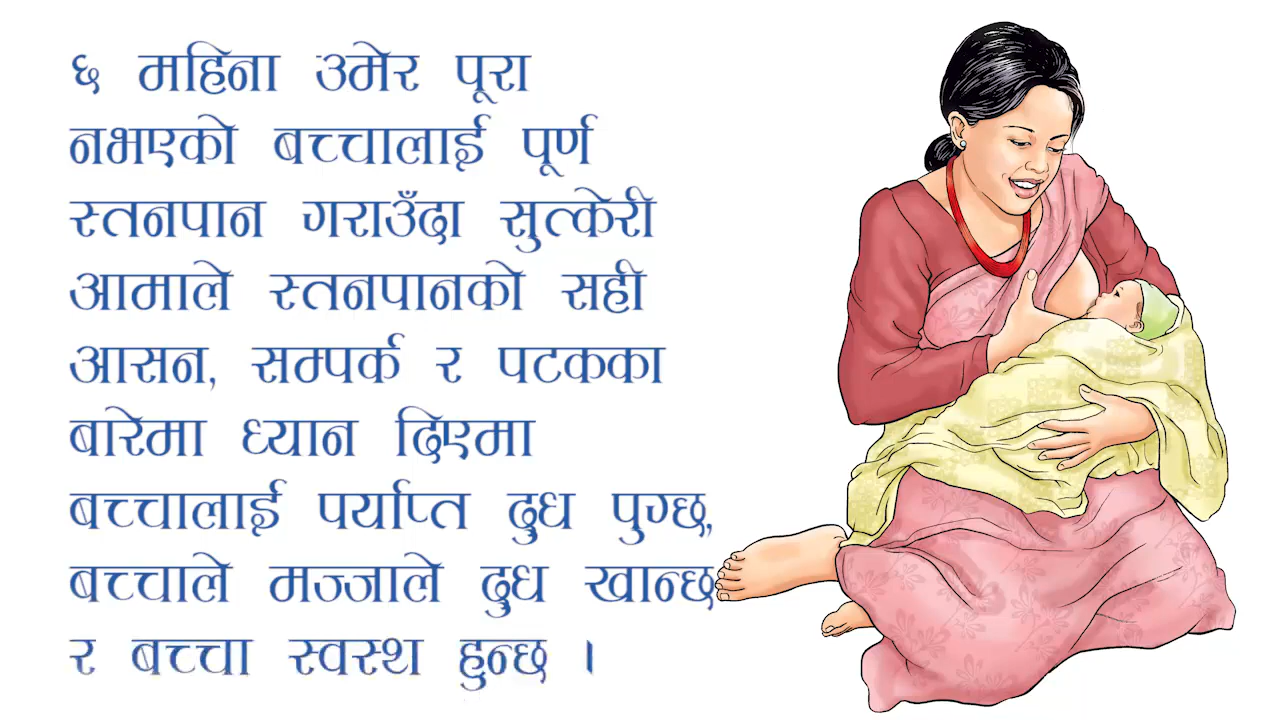 ६ महिना उमेर पूरा
नभएको बच्चालाई पूर्ण
स्तनपान गराउँदा सुत्केरी
आमाले स्तनपानको सही
आसन, सम्पर्क र पटकका
बारेमा ध्यान दिएमा
बच्चालाई पर्याप्त दुध पुग्छ,
बच्चाले मज्जाले दुध खान्छ
र बच्चा स्वस्थ हुन्छ ।